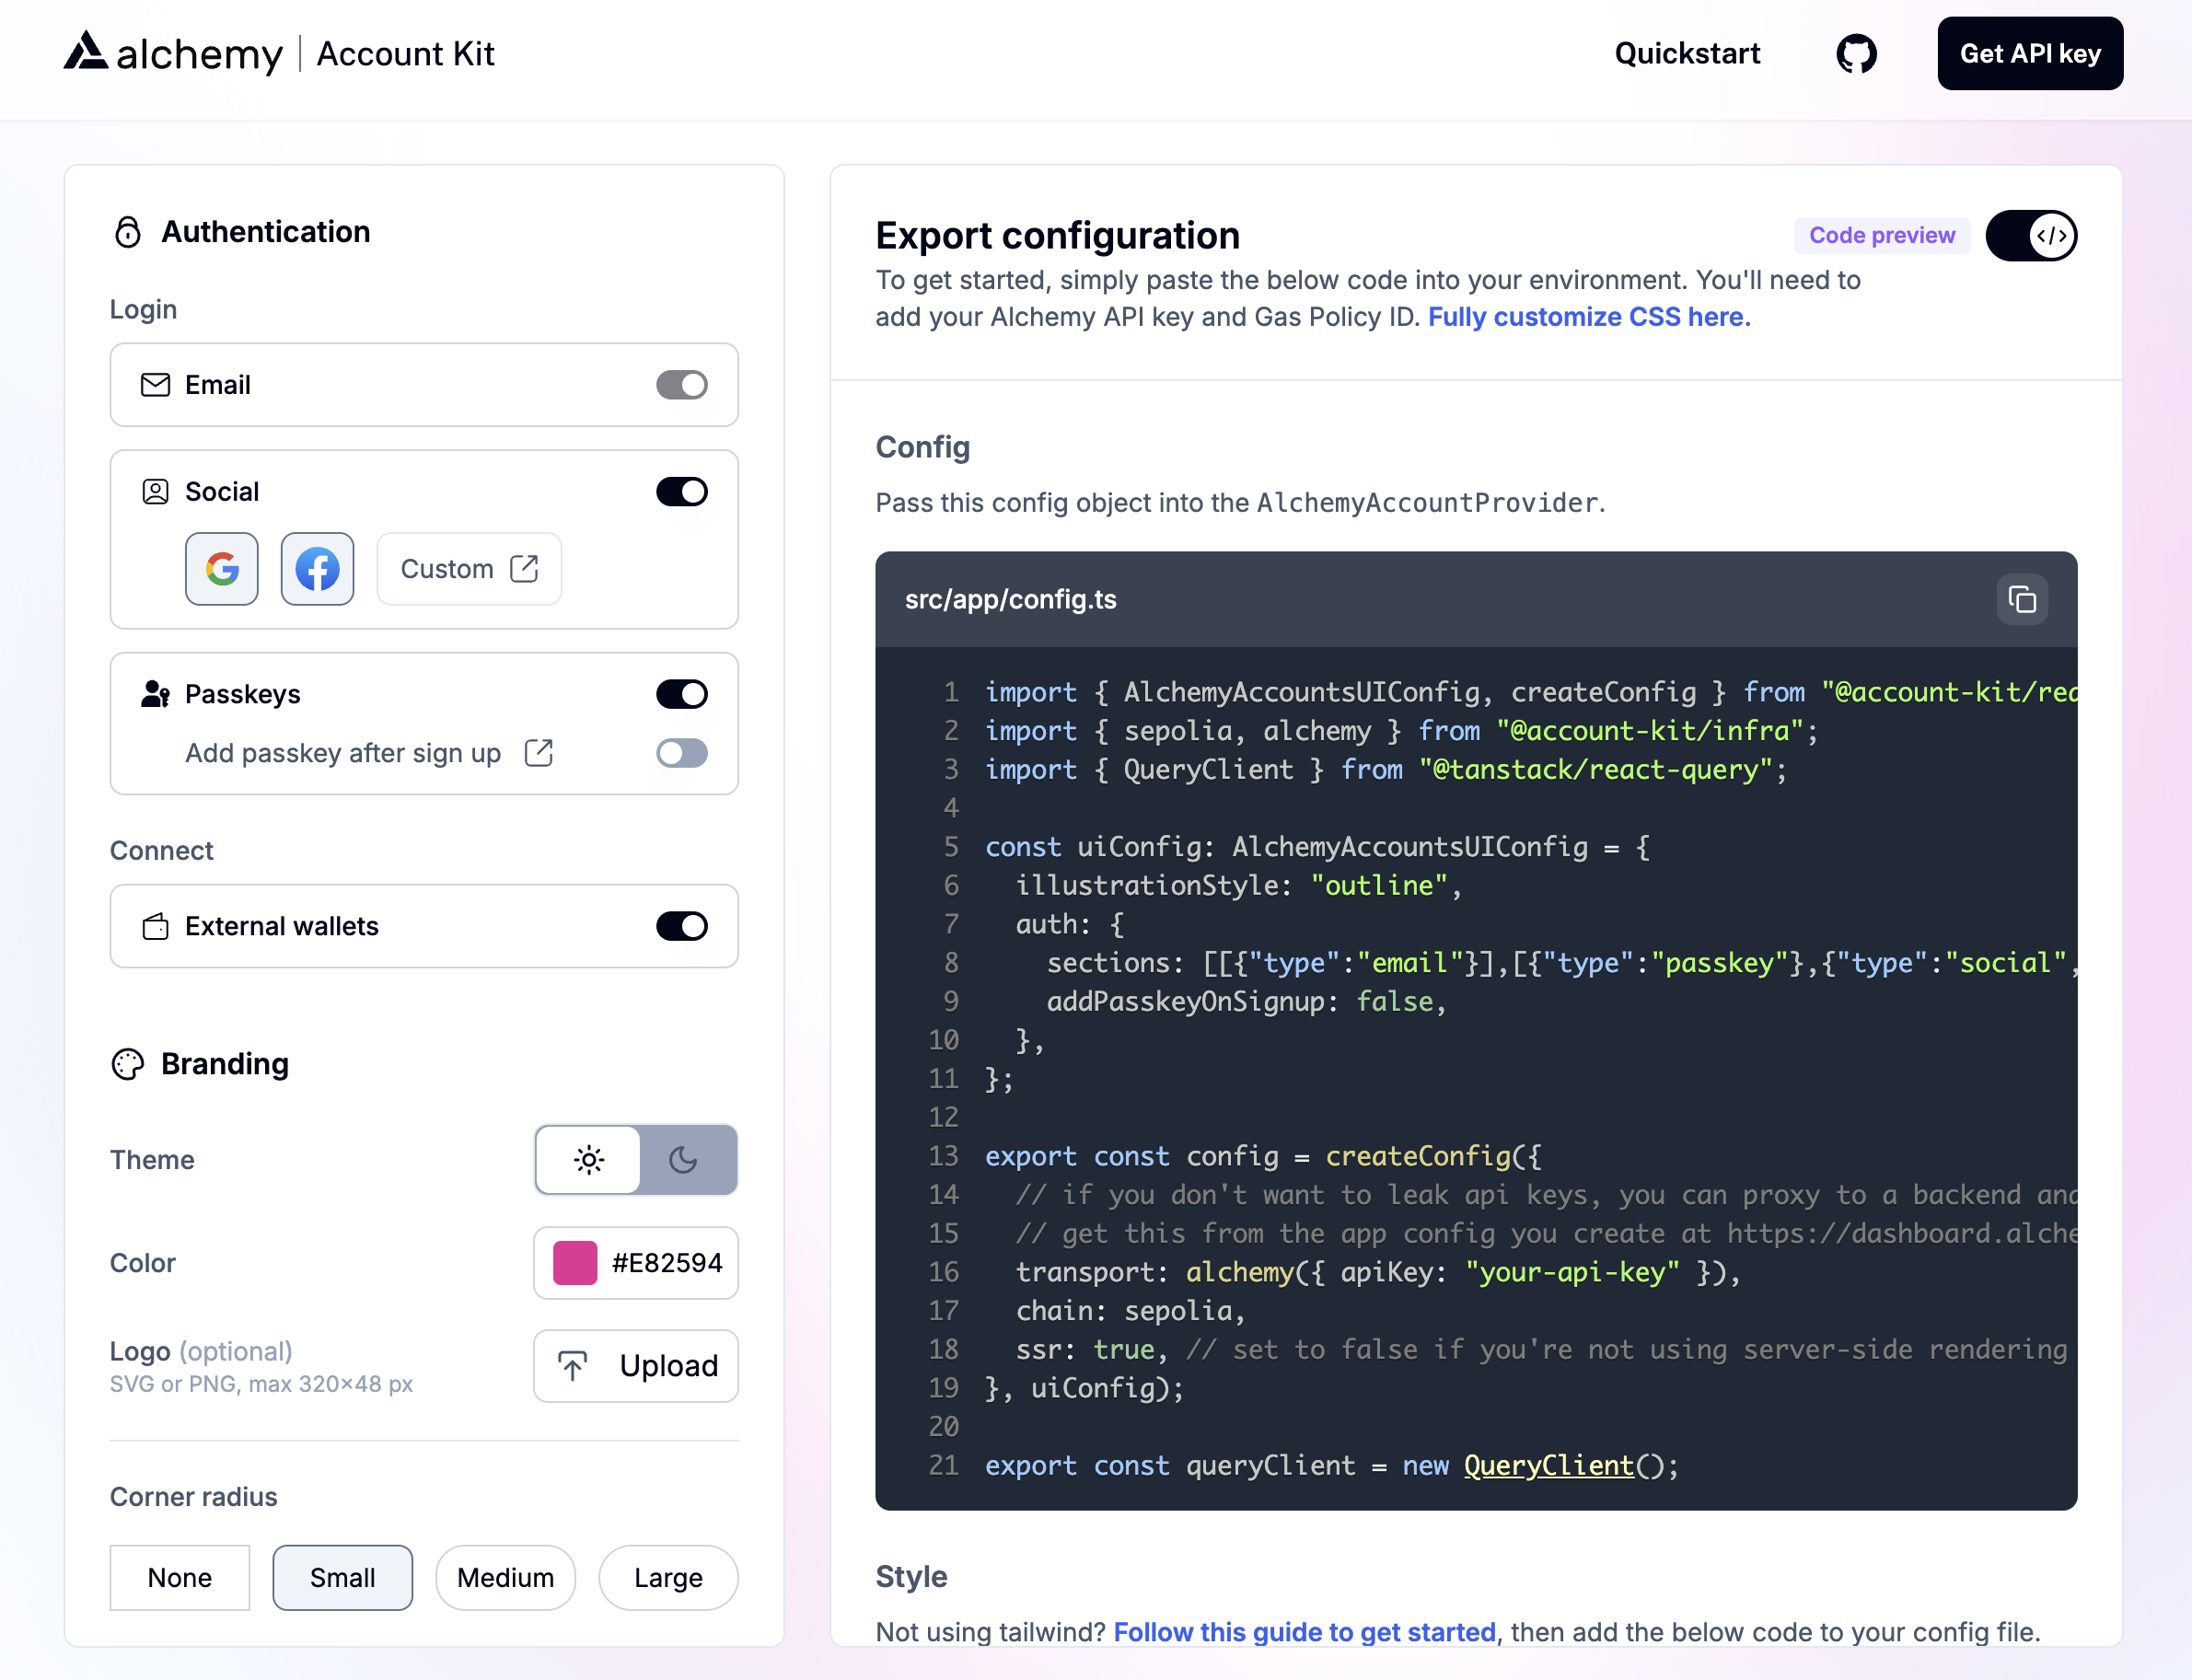 alchemy | Account Kit
Quickstart
Get API key
Authentication
Login
Email
Social
Custom
Passkeys
Add passkey after sign up
Connect
External wallets
Branding
Theme
Color
#E82594
Logo (optional)
SVG or PNG, max 320×48 px
Upload
Corner radius
None
Small
Medium
Large
Export configuration
Code preview
</>
To get started, simply paste the below code into your environment. You'll need to
add your Alchemy API key and Gas Policy ID. Fully customize CSS here.
Config
Pass this config object into the AlchemyAccountProvider.
src/app/config.ts
1 import { AlchemyAccountsUIConfig, createConfig } from "@account-kit/rea
2 import { sepolia, alchemy } from "@account-kit/infra";
3 import { QueryClient } from "@tanstack/react-query";
4
5 const uiConfig: AlchemyAccountsUIConfig = {
6   illustrationStyle: "outline",
7   auth: {
8     sections: [[{"type":"email"}],[{"type":"passkey"},{"type":"social",
9     addPasskeyOnSignup: false,
10   },
11 };
12
13 export const config = createConfig({
14   // if you don't want to leak api keys, you can proxy to a backend and
15   // get this from the app config you create at https://dashboard.alche
16   transport: alchemy({ apiKey: "your-api-key" }),
17   chain: sepolia,
18   ssr: true, // set to false if you're not using server-side rendering
19 }, uiConfig);
20
21 export const queryClient = new QueryClient();
Style
Not using tailwind? Follow this guide to get started, then add the below code to your config file.